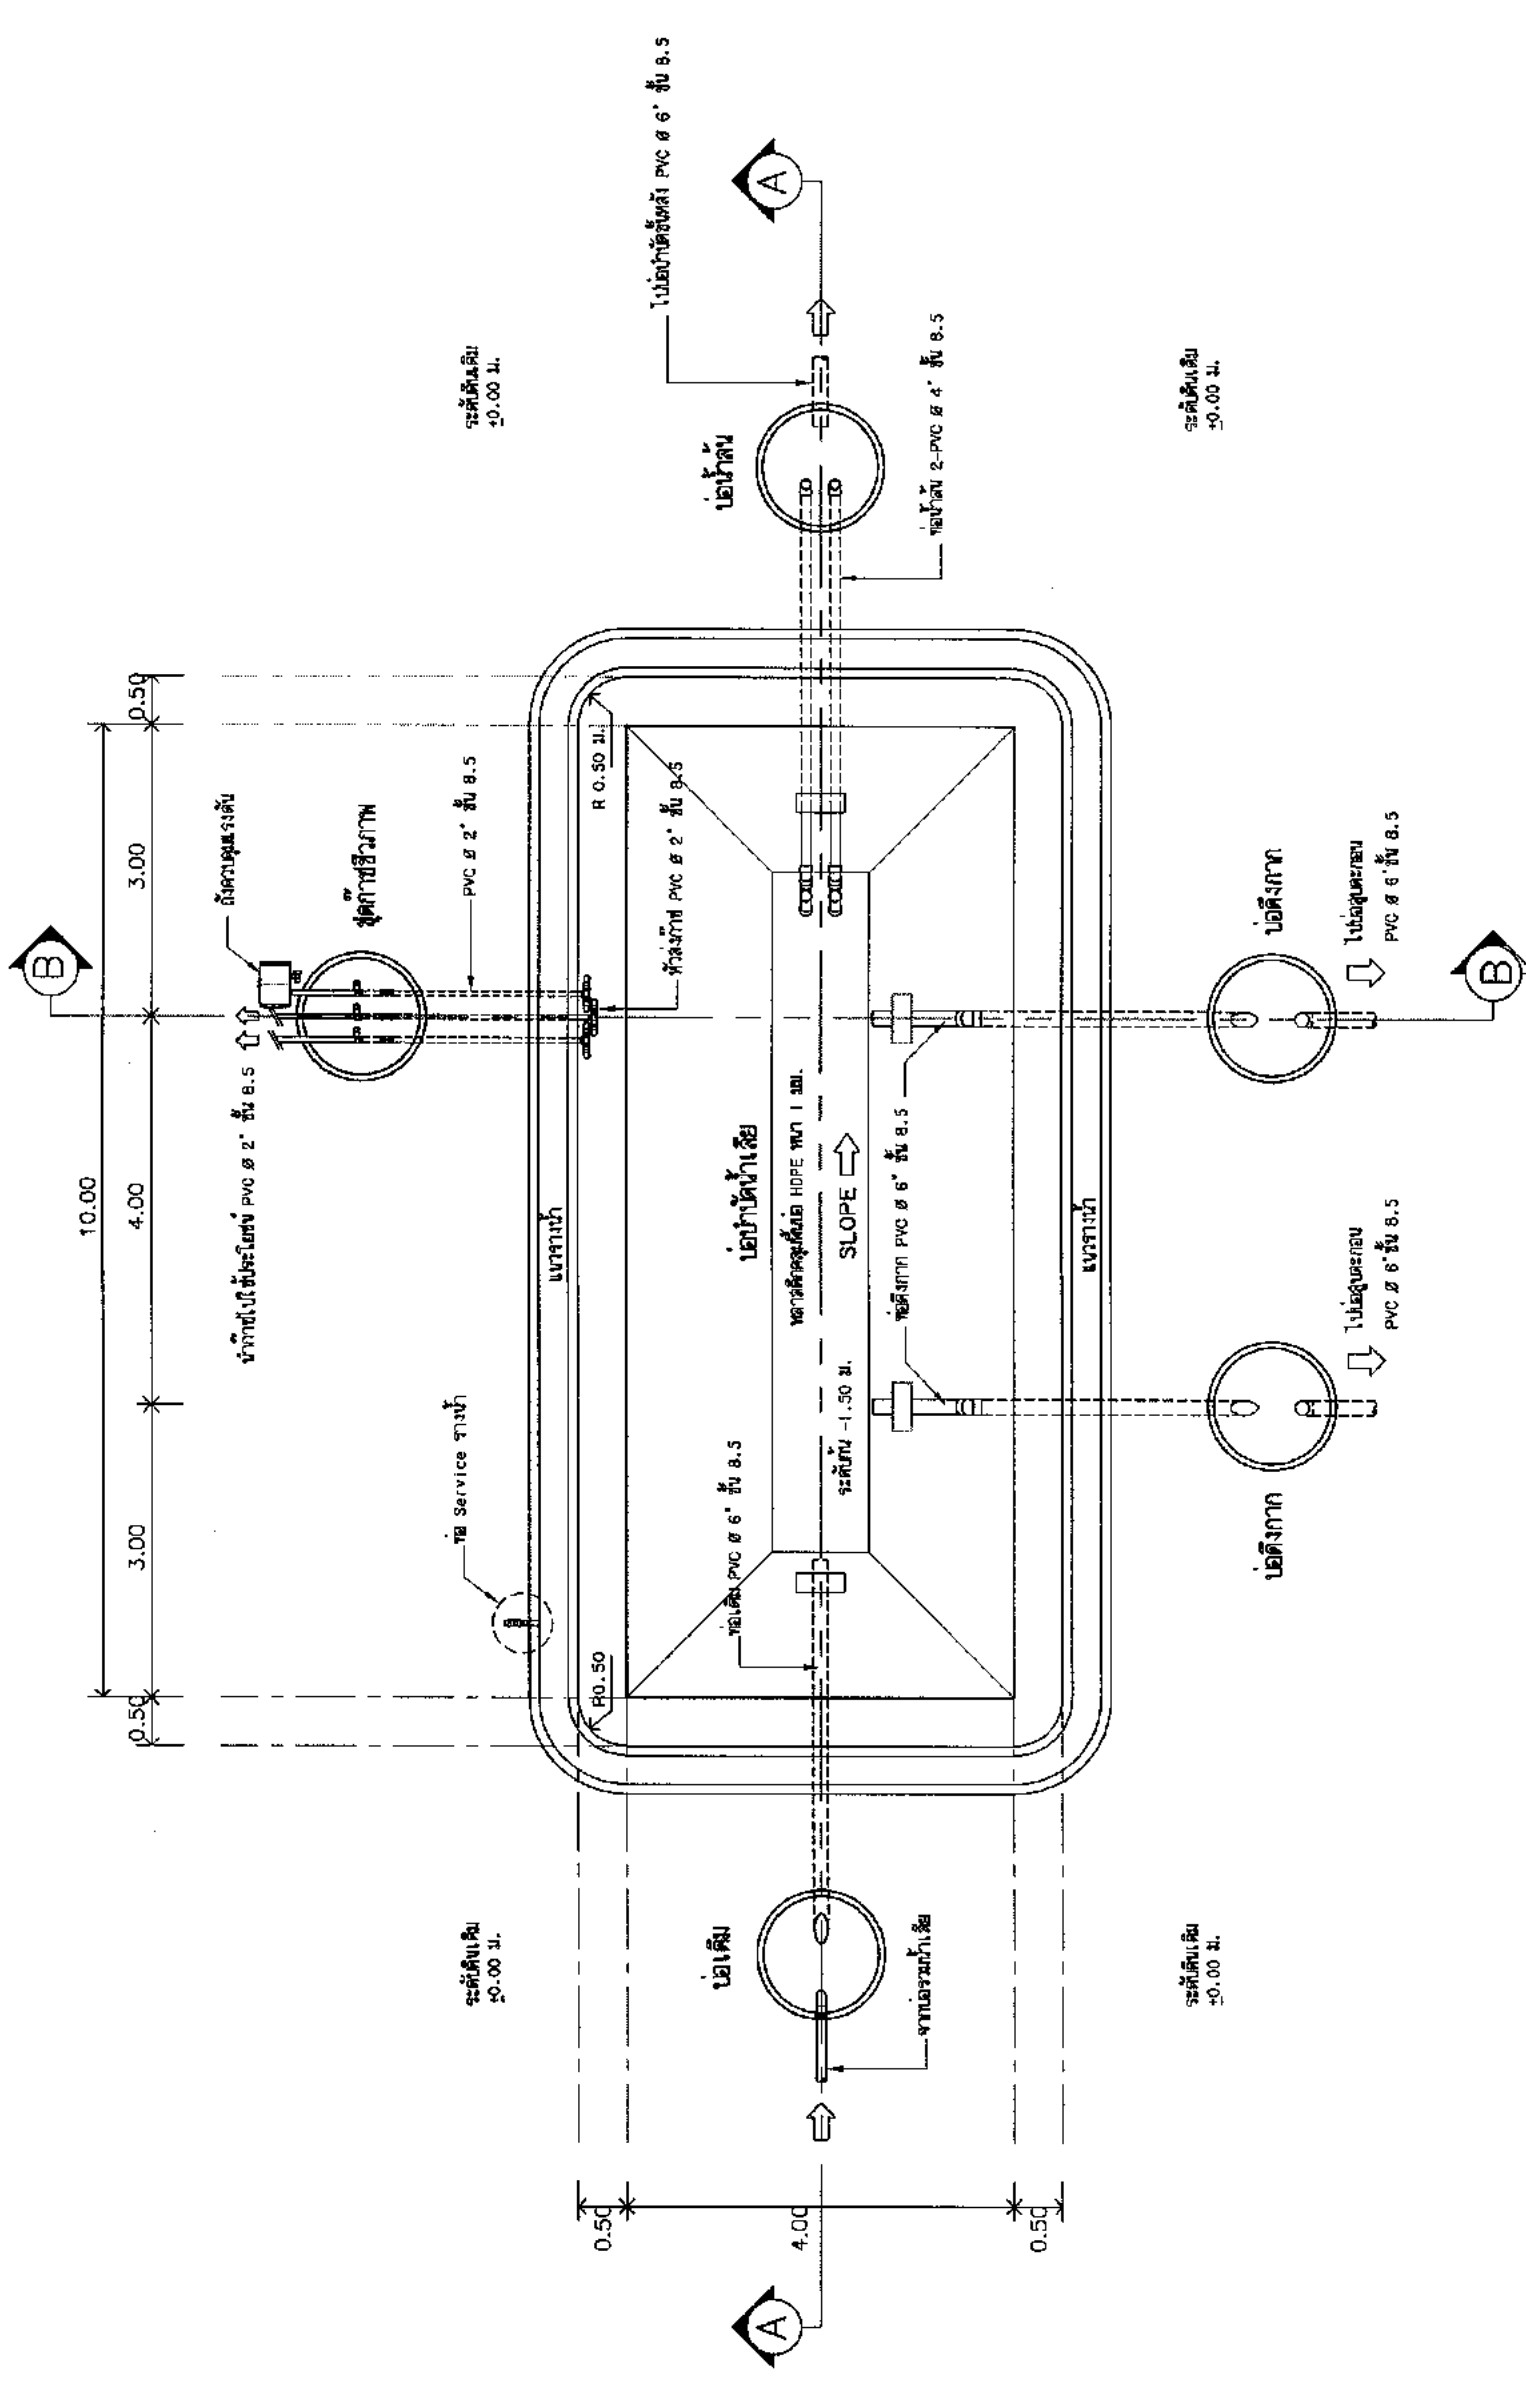 10.00
0.50
3.00
4.00
3.00
0.50
B
ถังควบคุมแรงดัน
ชุดก๊าซชีวภาพ
PVC Ø 2" ชั้น 8.5
นำก๊าซไปใช้ประโยชน์ PVC Ø 2" ชั้น 8.5
ท่อ Service รางน้ำ
ระดับดินเดิม
±0.00 ม.
ระดับดินเดิม
±0.00 ม.
แนวรางน้ำ
R0.50
R 0.50 ม.
หัวส่งก๊าซ PVC Ø 2" ชั้น 8.5
ไปบ่อบำบัดขั้นหลัง PVC Ø 6" ชั้น 8.5
บ่อเติม
ท่อเติม PVC Ø 6" ชั้น 8.5
บ่อบำบัดน้ำเสีย
พลาสติกคลุมก้นบ่อ HDPE หนา 1 มม.
ระดับก้น -1.50 ม.
SLOPE
บ่อน้ำล้น
A
A
จากบ่อรวมน้ำเสีย
ท่อดึงกาก PVC Ø 6" ชั้น 8.5
ท่อน้ำล้น 2-PVC Ø 4" ชั้น 8.5
0.50
4.00
0.50
แนวรางน้ำ
ระดับดินเดิม
±0.00 ม.
ระดับดินเดิม
±0.00 ม.
บ่อดึงกาก
บ่อดึงกาก
ไปบ่อสูบตะกอน
PVC Ø 6" ชั้น 8.5
ไปบ่อสูบตะกอน
PVC Ø 6" ชั้น 8.5
B